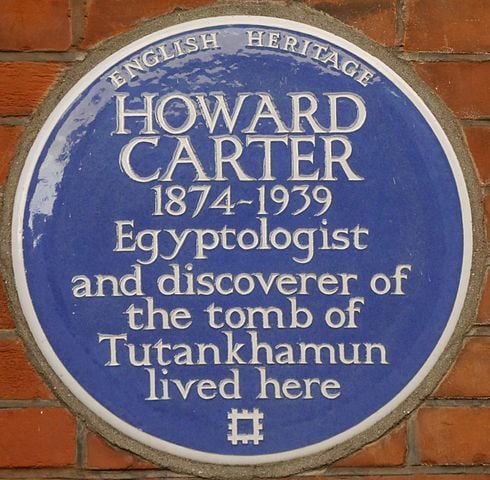 ENGLISH HERITAGE
HOWARD
CARTER
1874~1939
Egyptologist
and discoverer of
the tomb of
Tutankhamun
lived here